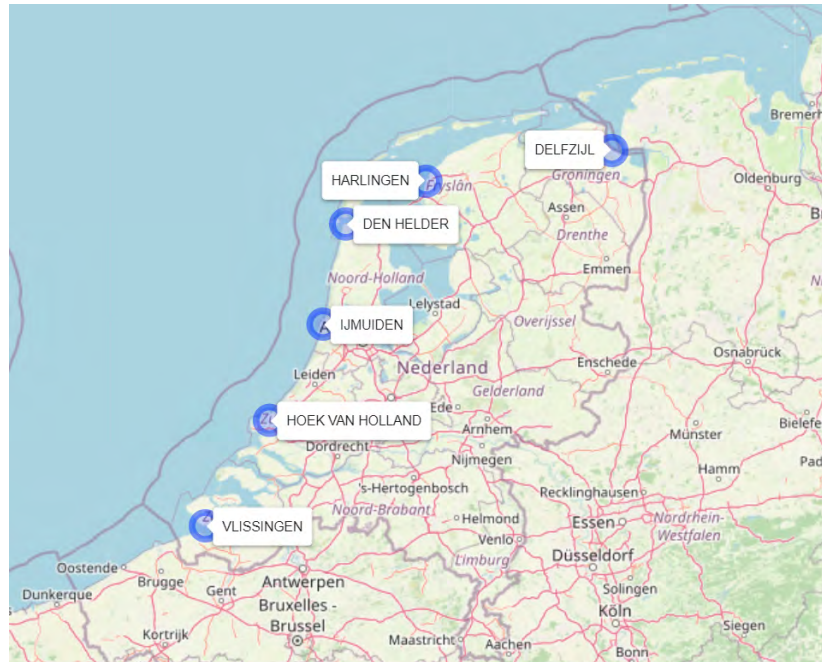 Bremerh
DELFZIJL
Groningen
HARLINGEN
Fryslân
Oldenburg
Assen
DEN HELDER
Drenthe
Emmen
Noord-Holland
Lelystad
IJMUIDEN
Overijssel
Osnabrück
Enschede
Leiden
Nederland
Gelderland
HOEK VAN HOLLAND
Ede
Arnhem
Bielefe
Münster
Dordrecht
Nijmegen
Pad
Hamm
's-Hertogenbosch
Recklinghausen
Noord-Brabant
VLISSINGEN
Helmond
Essen
Nordrhein-
Westfalen
Venlo
Düsseldorf
Limburg
Oostende
Brugge
Antwerpen
Dunkerque
Gent
Solingen
Bruxelles -
Brussel
Köln
Kortrijk
Maastricht
Aachen
Siegen
Bonn